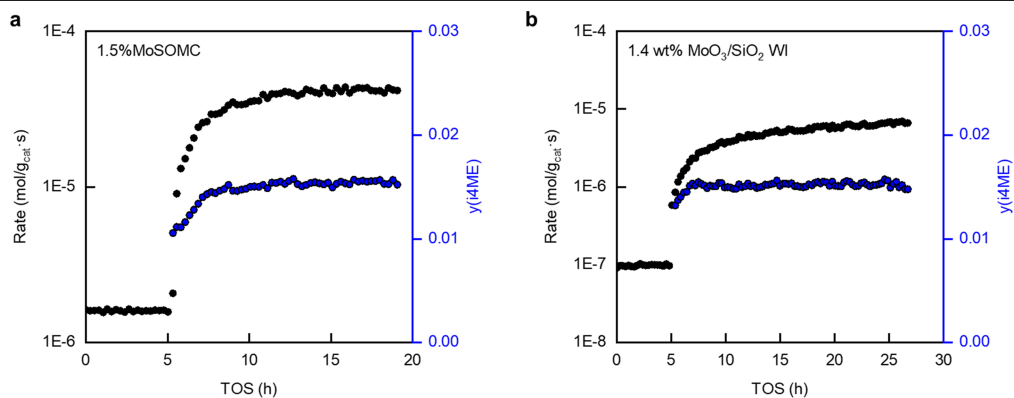 a
1.5%MoSOMC
1E-4
1E-5
1E-6
Rate (mol/gcat·s)
0 5 10 15 20
TOS (h)
0.03
0.02
0.01
0.00
y(i4ME)
b
1.4 wt% MoO3/SiO2 WI
1E-4
1E-5
1E-6
1E-7
1E-8
Rate (mol/gcat·s)
0 5 10 15 20 25 30
TOS (h)
0.03
0.02
0.01
0.00
y(i4ME)